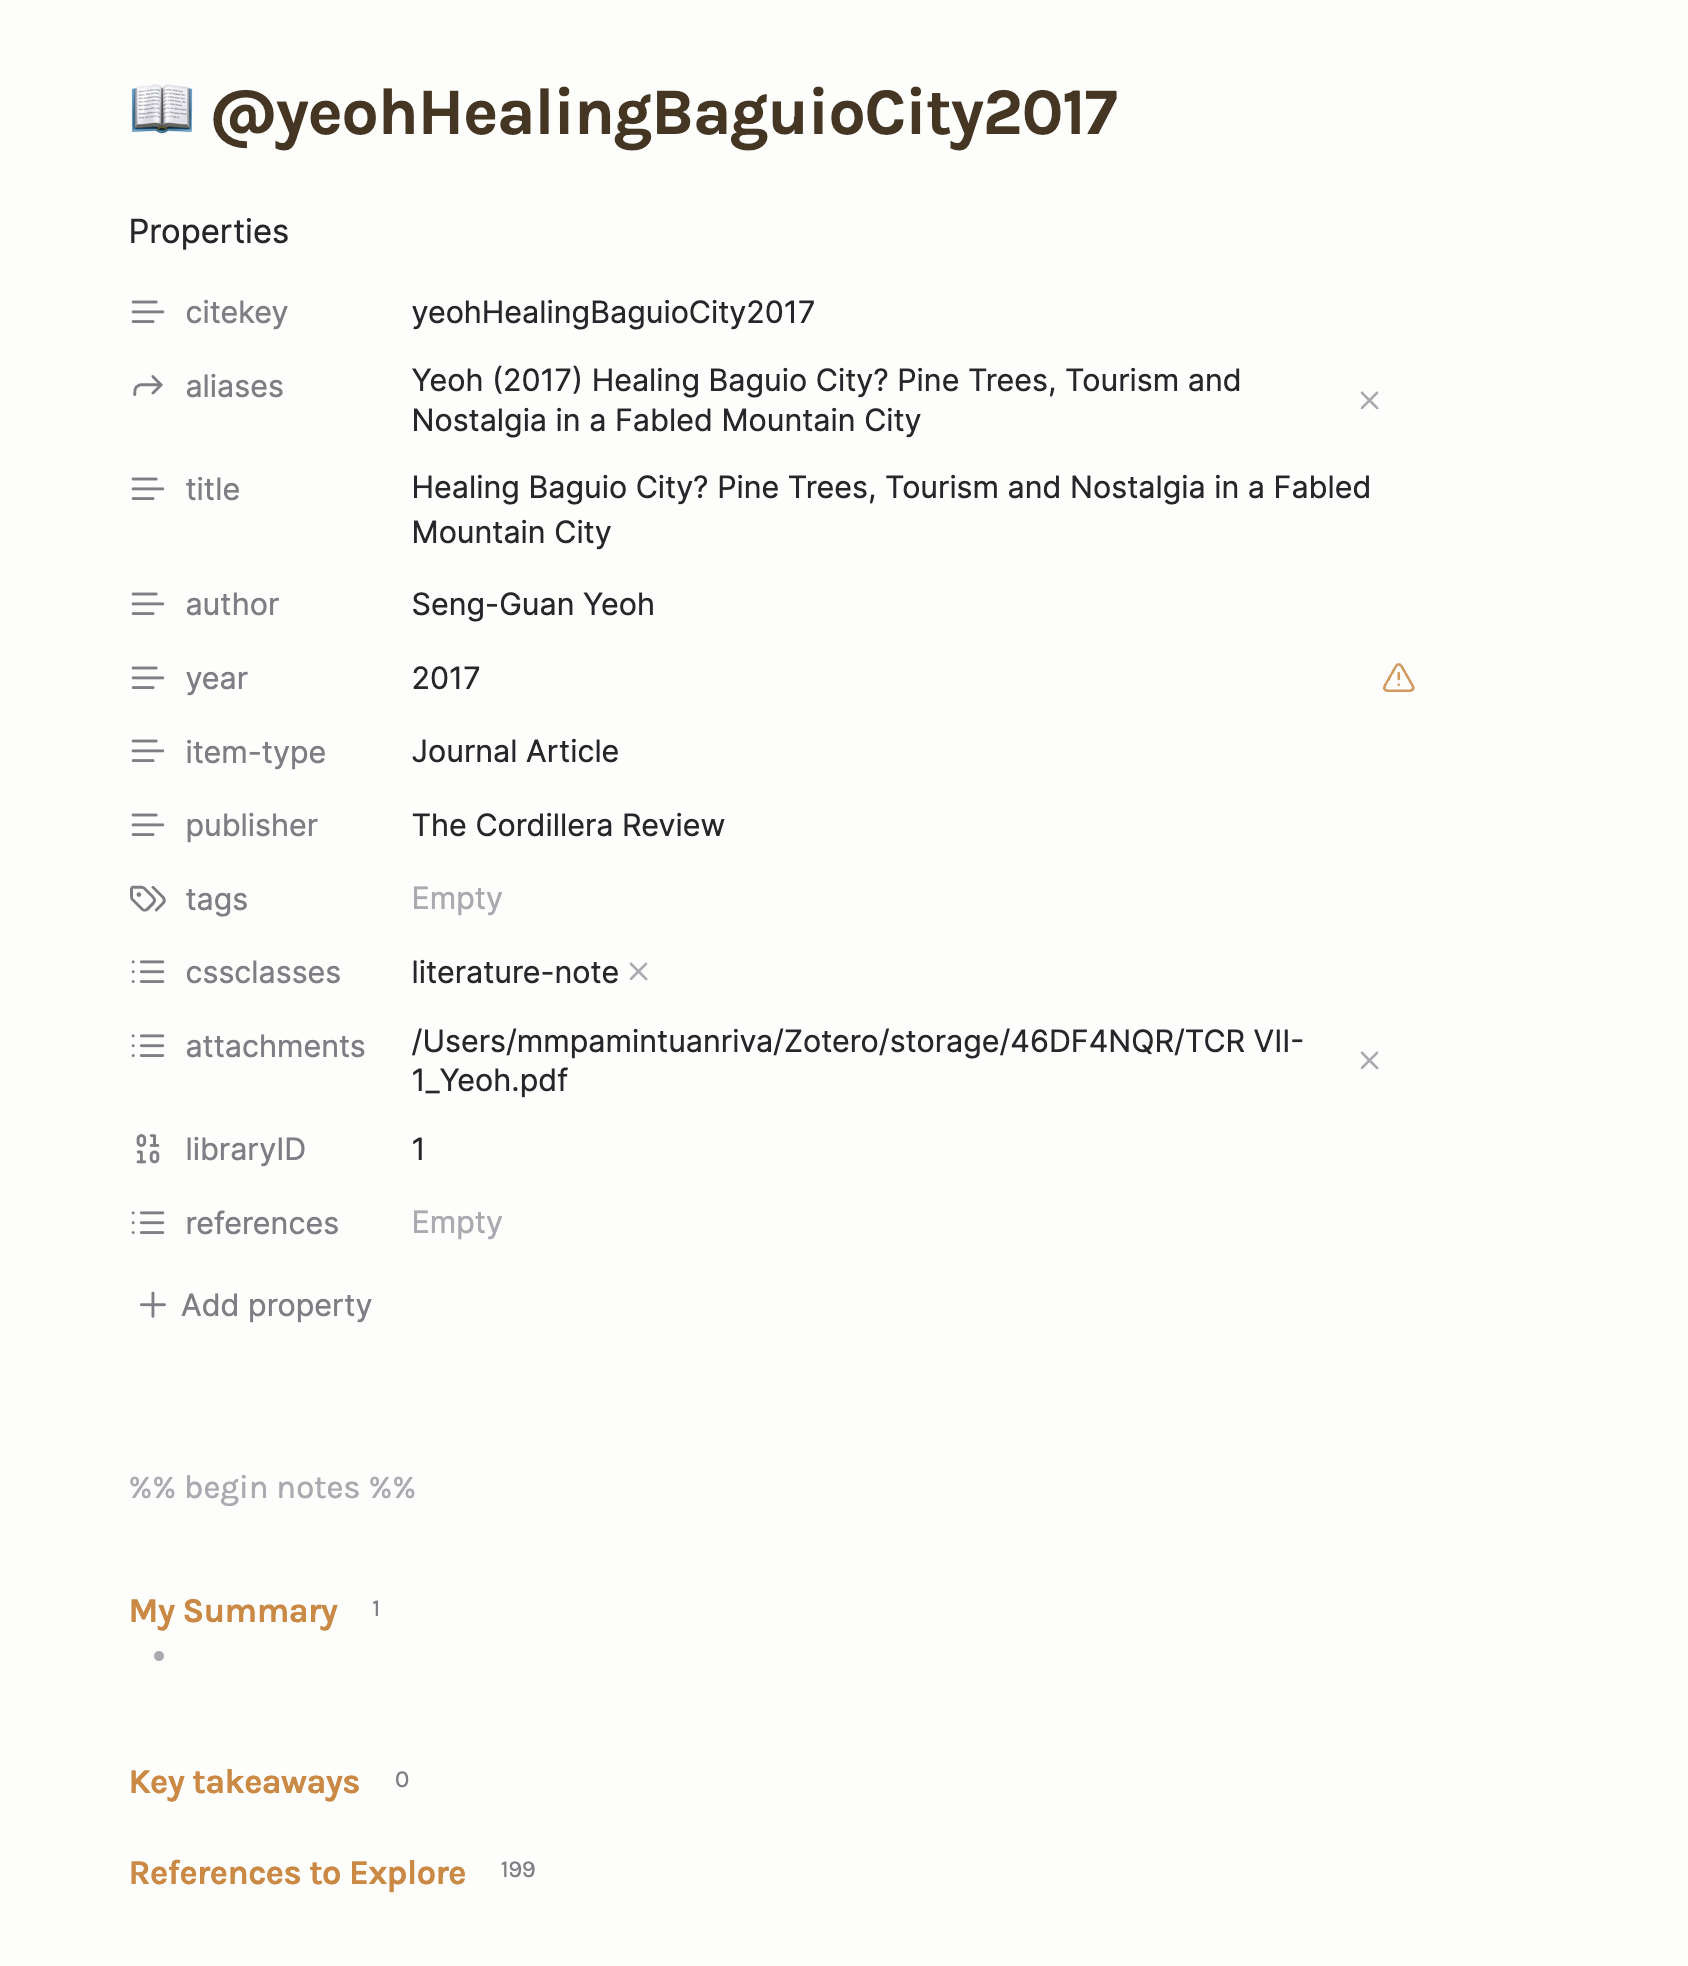 📖 @yeohHealingBaguioCity2017
Properties
citekey yeohHealingBaguioCity2017
aliases Yeoh (2017) Healing Baguio City? Pine Trees, Tourism and
Nostalgia in a Fabled Mountain City
title Healing Baguio City? Pine Trees, Tourism and Nostalgia in a Fabled
Mountain City
author Seng-Guan Yeoh
year 2017
item-type Journal Article
publisher The Cordillera Review
tags Empty
cssclasses literature-note
attachments /Users/mmpamintuanriva/Zotero/storage/46DF4NQR/TCR VII-
1_Yeoh.pdf
libraryID 1
references Empty
+ Add property
%% begin notes %%
My Summary 1
Key takeaways 0
References to Explore 199